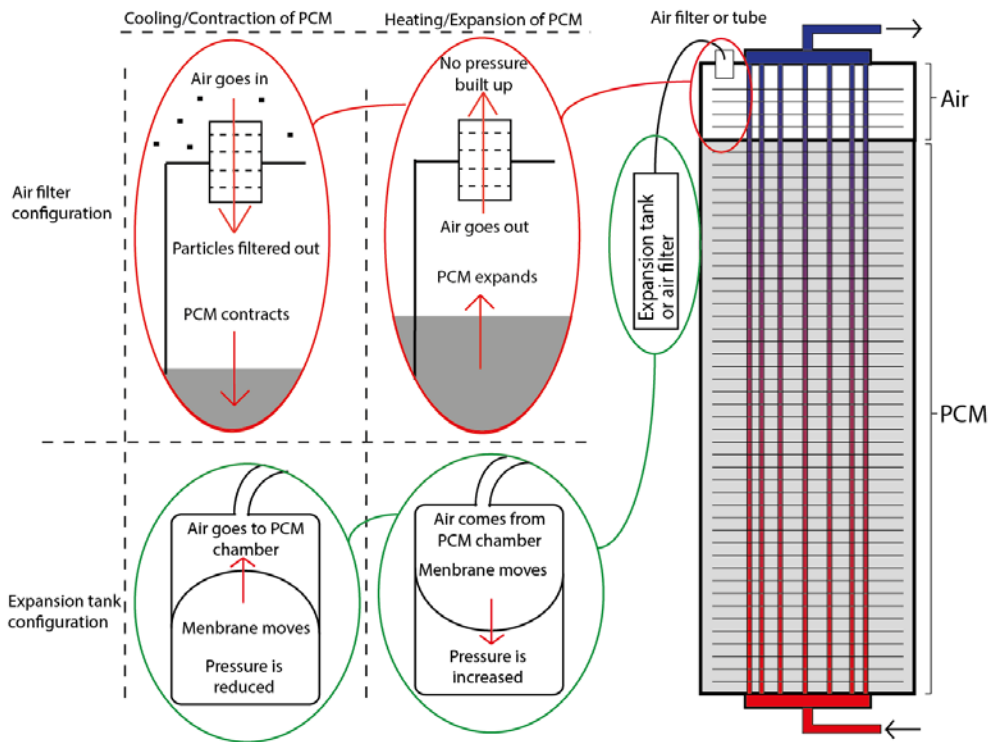 Cooling/Contraction of PCM
Heating/Expansion of PCM
Air filter or tube
Air goes in
No pressure
built up
Air
Air filter
configuration
Particles filtered out
Air goes out
PCM contracts
PCM expands
Expansion tank
or air filter
PCM
Air goes to PCM
chamber
Air comes from
PCM chamber
Menbrane moves
Expansion tank
configuration
Menbrane moves
Pressure is
reduced
Pressure is
increased